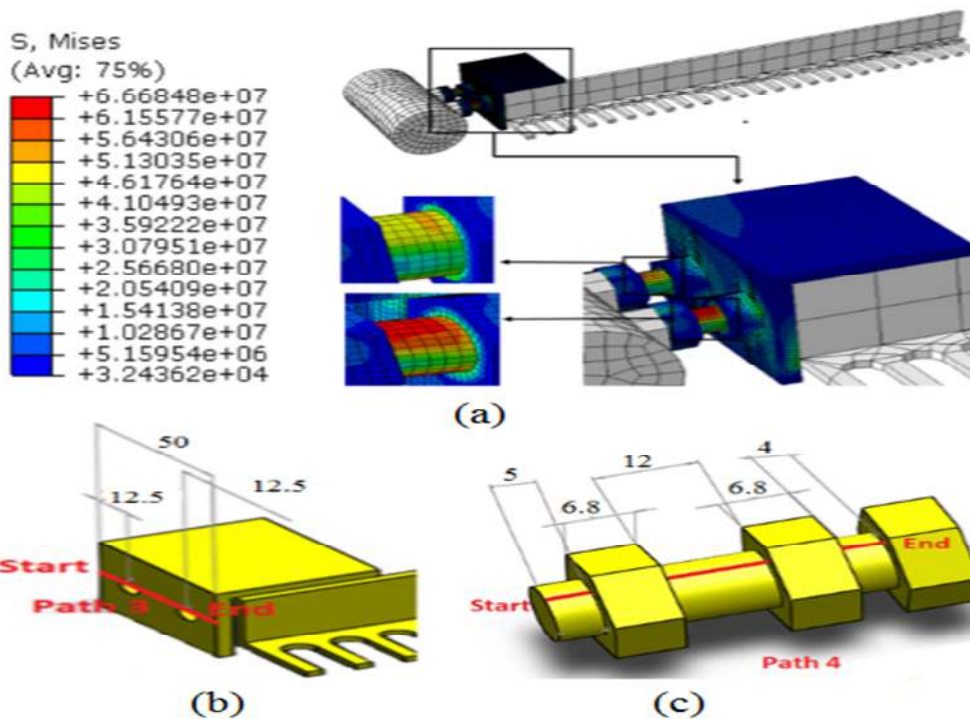 S, Mises
(Avg: 75%)
+6.66848e+07
+6.15577e+07
+5.64306e+07
+5.13035e+07
+4.61764e+07
+4.10493e+07
+3.59222e+07
+3.07951e+07
+2.56680e+07
+2.05409e+07
+1.54138e+07
+1.02867e+07
+5.15954e+06
+3.24362e+04
(a)
50
12.5
12.5
Start
Path 3
End
(b)
5
6.8
12
6.8
4
Start
End
Path 4
(c)